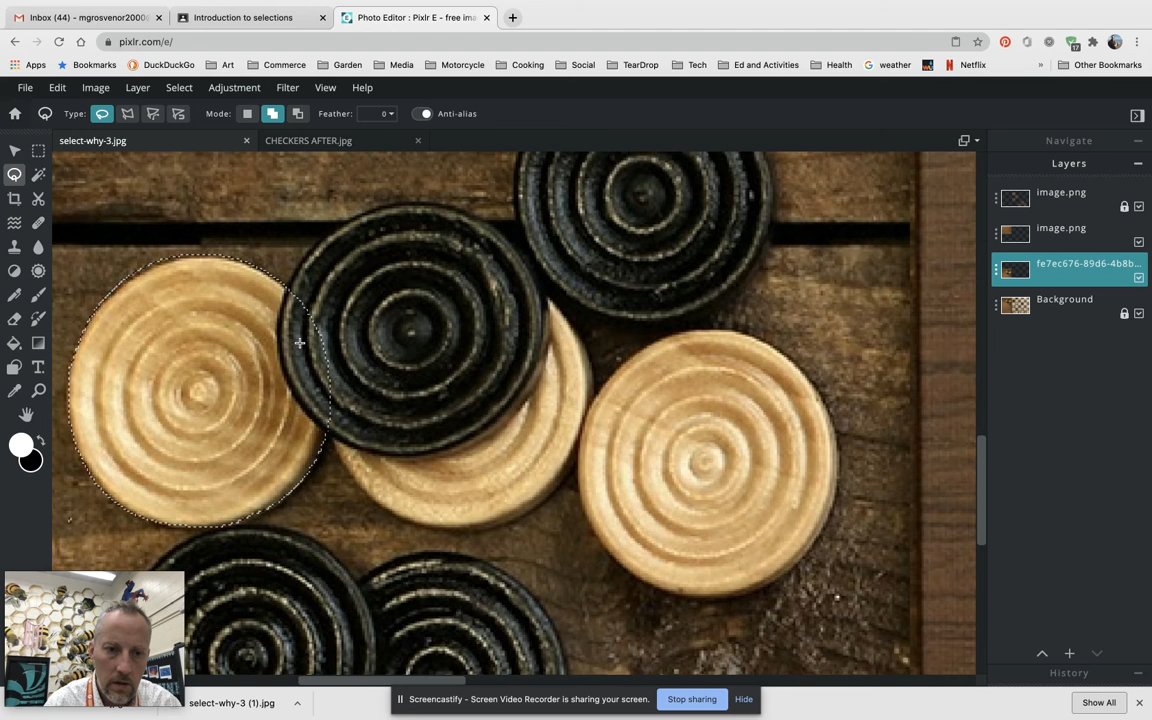 Inbox (44) - mgrosvenor2000@
Introduction to selections
Photo Editor : Pixlr E - free ima
pixlr.com/e/
17
Apps
Bookmarks
DuckDuckGo
Art
Commerce
Garden
Media
Motorcycle
Cooking
Social
TearDrop
Tech
Ed and Activities
Health
weather
Netflix
»
Other Bookmarks
File Edit Image Layer Select Adjustment Filter View Help
Type: Mode: Feather: 0 Anti-alias
select-why-3.jpg
CHECKERS AFTER.jpg
Navigate
Layers
image.png
image.png
fe7ec676-89d6-4b8b...
Background
History
select-why-3 (1).jpg
Screencastify - Screen Video Recorder is sharing your screen.
Stop sharing
Hide
Show All